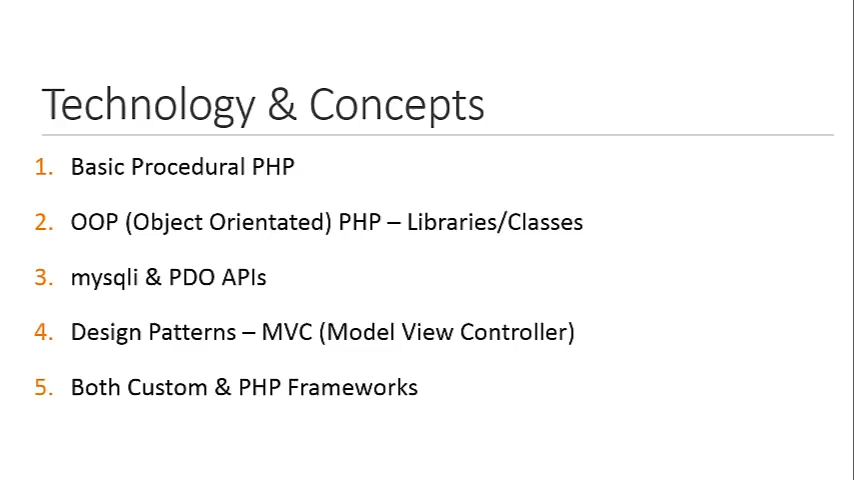 Technology & Concepts
1. Basic Procedural PHP
2. OOP (Object Orientated) PHP – Libraries/Classes
3. mysqli & PDO APIs
4. Design Patterns – MVC (Model View Controller)
5. Both Custom & PHP Frameworks